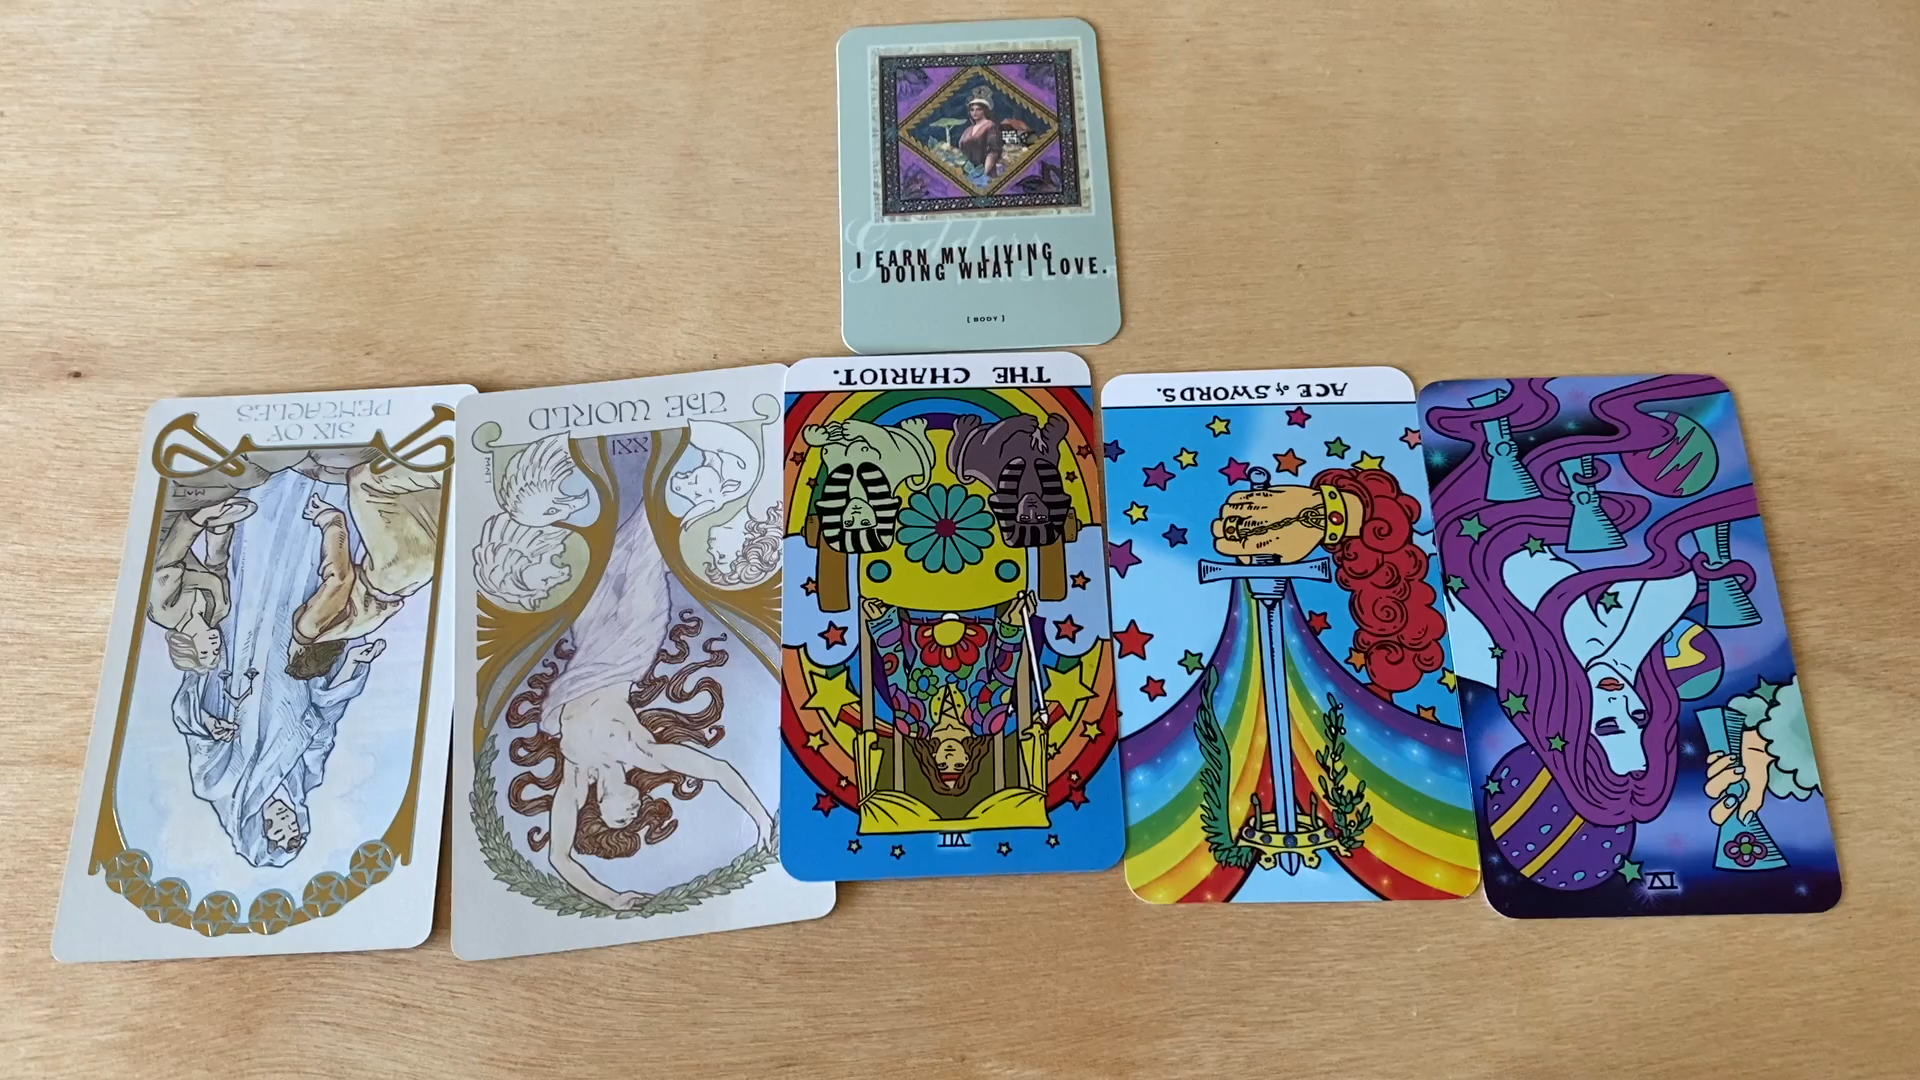 I EARN MY LIVING
DOING WHAT I LOVE.
[ BODY ]
SIX OF
PENTACLES
THE WORLD
XXI
THE CHARIOT.
VII
ACE of SWORDS.
IV